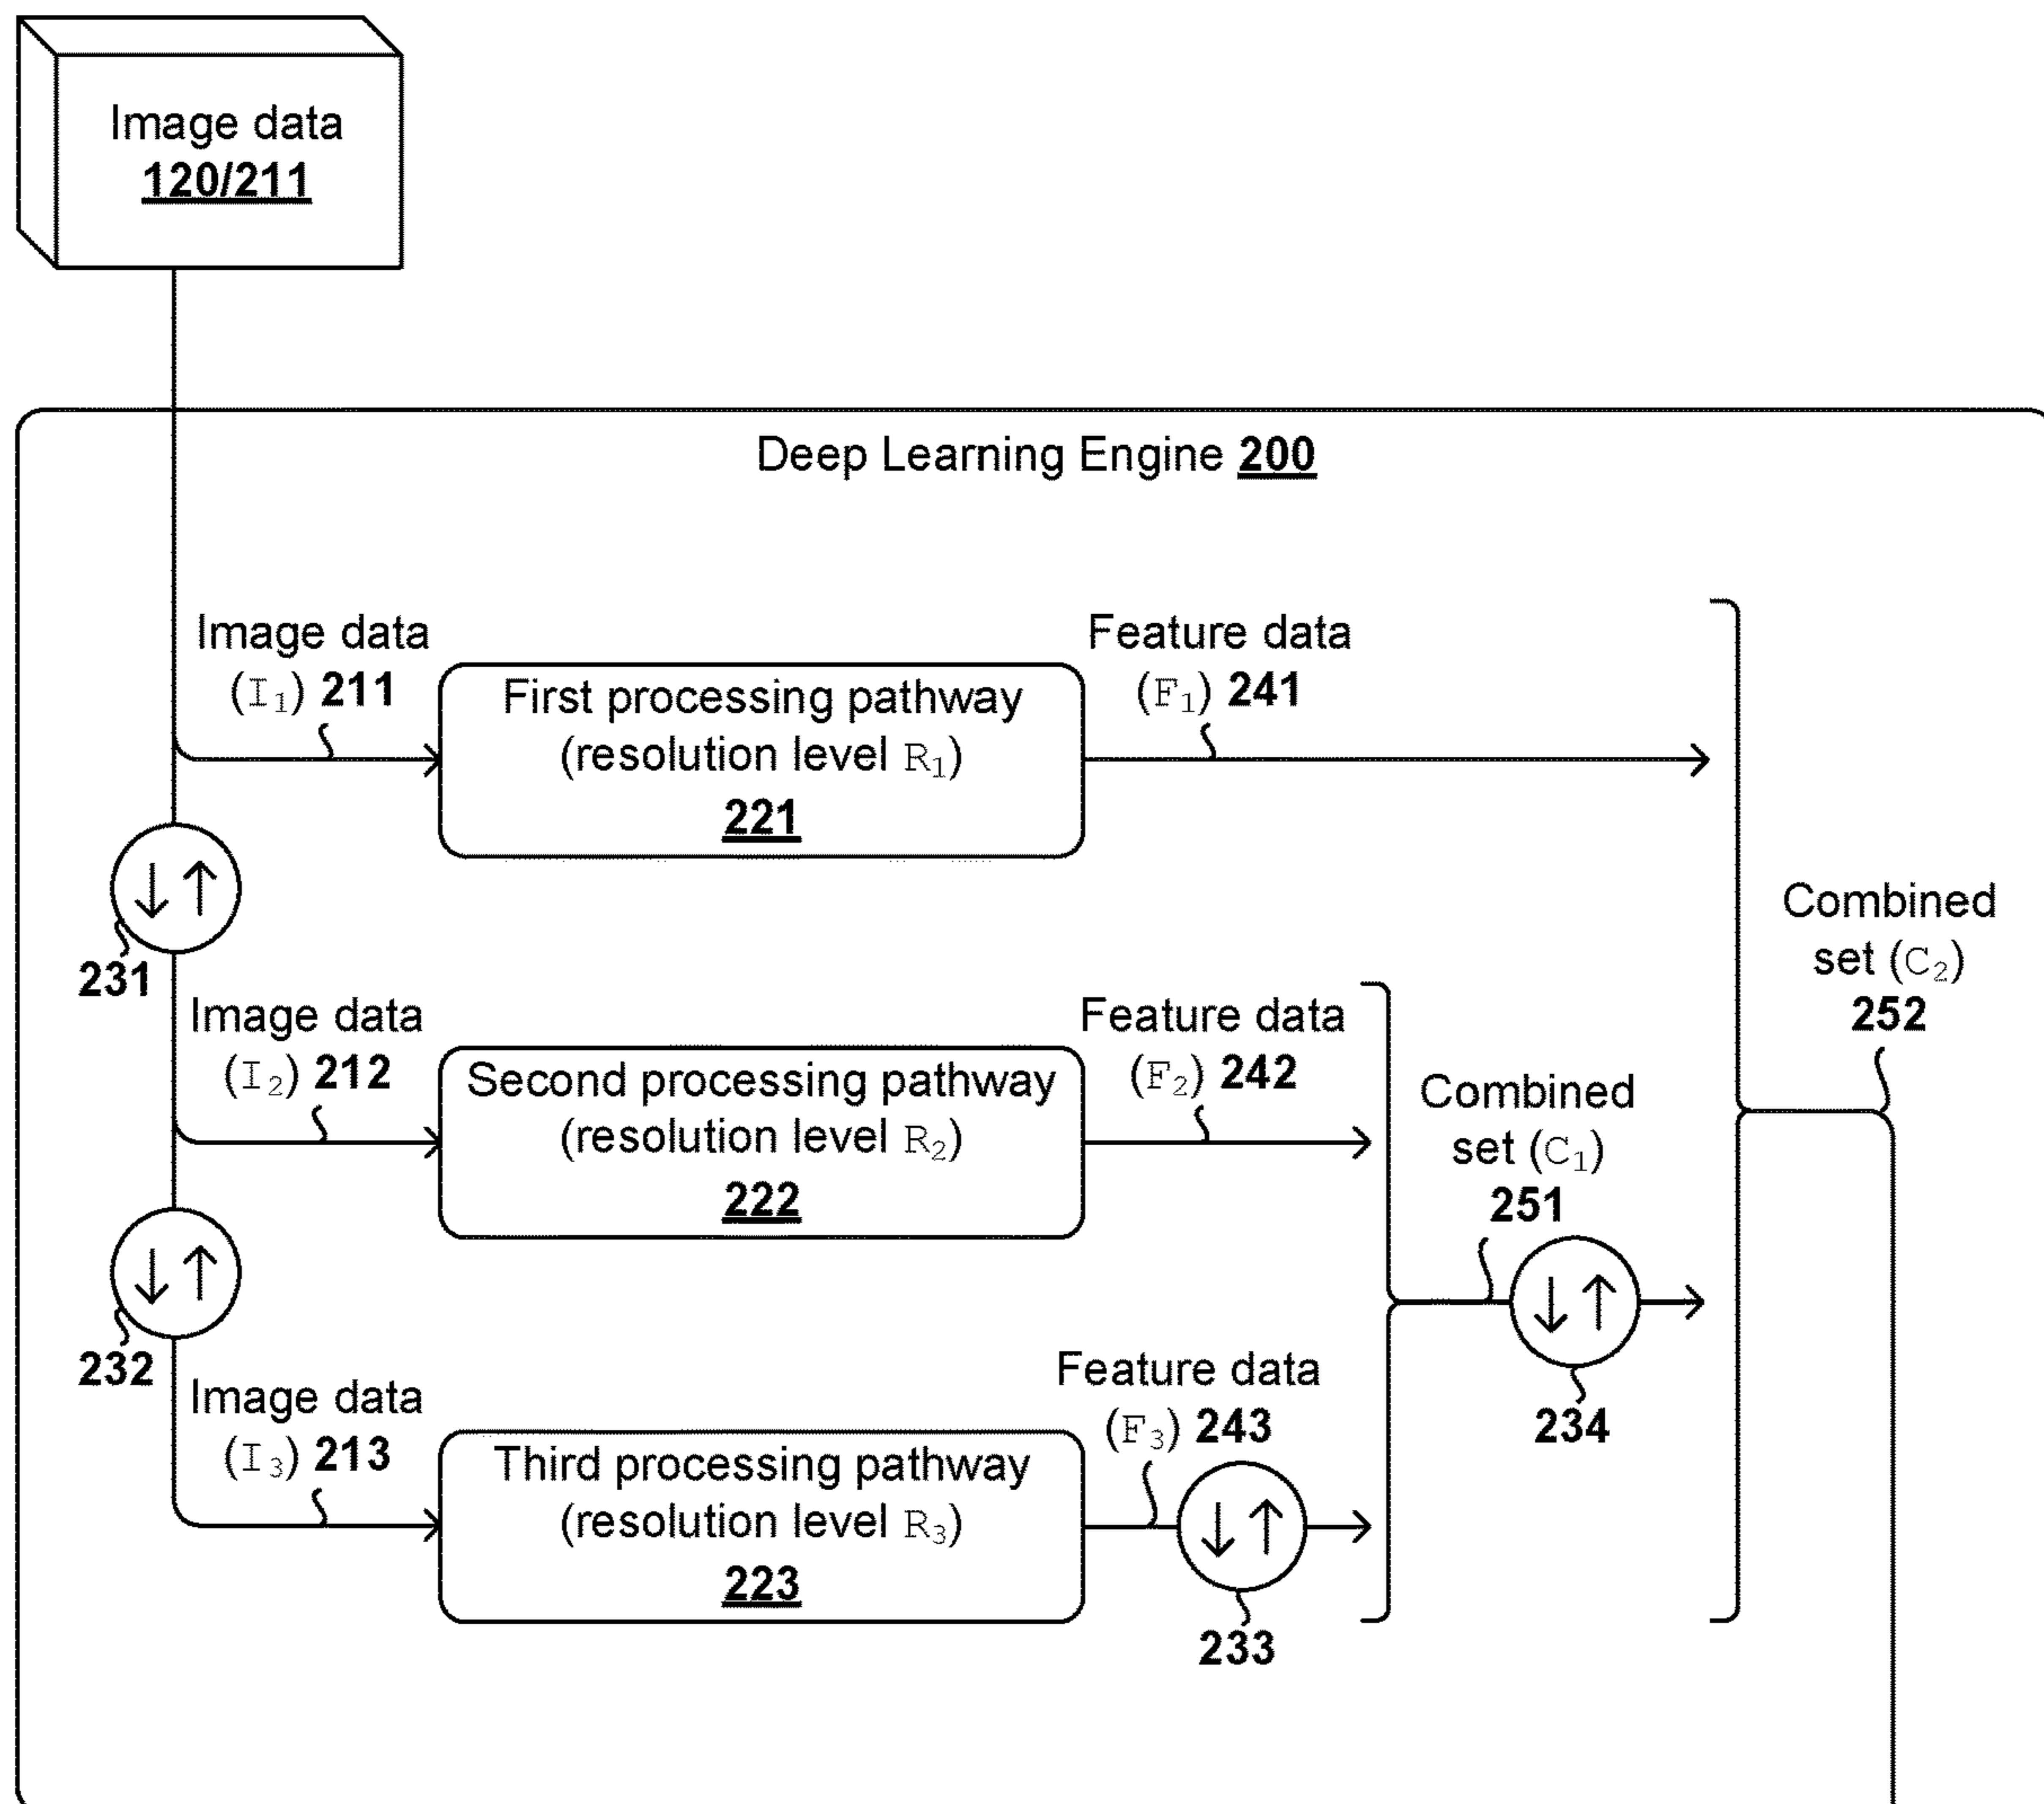 Image data
120/211
Deep Learning Engine 200
Image data
(I₁) 211
First processing pathway
(resolution level R₁)
221
Feature data
(F₁) 241
231
Combined
set (C₂)
252
Image data
(I₂) 212
Second processing pathway
(resolution level R₂)
222
Feature data
(F₂) 242
Combined
set (C₁)
251
232
234
Image data
(I₃) 213
Third processing pathway
(resolution level R₃)
223
Feature data
(F₃) 243
233